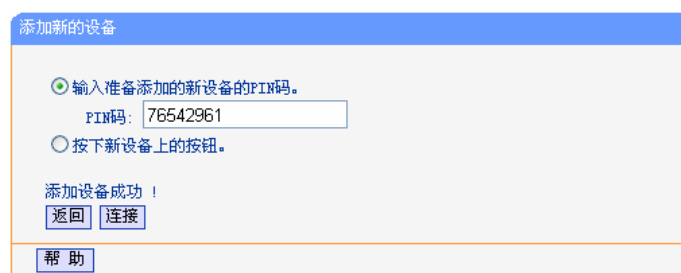 添加新的设备
输入准备添加的新设备的PIN码。
PIN码: 76542961
按下新设备上的按钮。
添加设备成功 !
返回 连接
帮 助